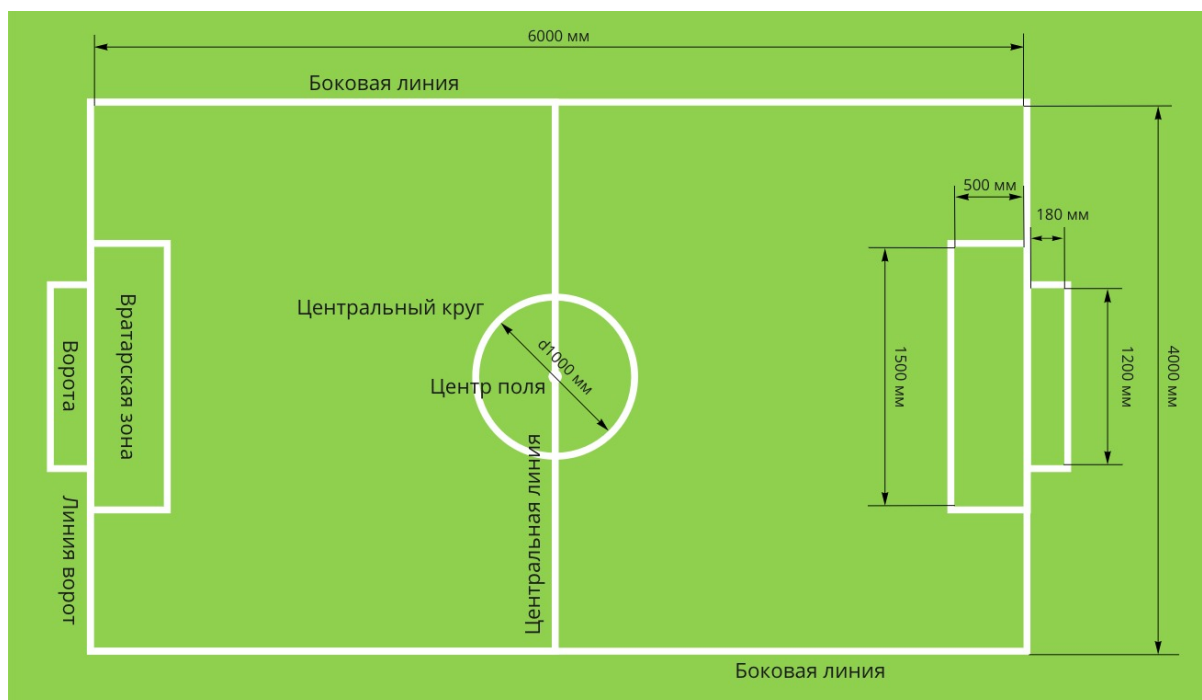 6000 мм
Боковая линия
500 мм
180 мм
Вратарская зона
Центральный круг
Ворота
d1000 мм
Центр поля
1500 мм
1200 мм
4000 мм
Центральная линия
Линия ворот
Боковая линия